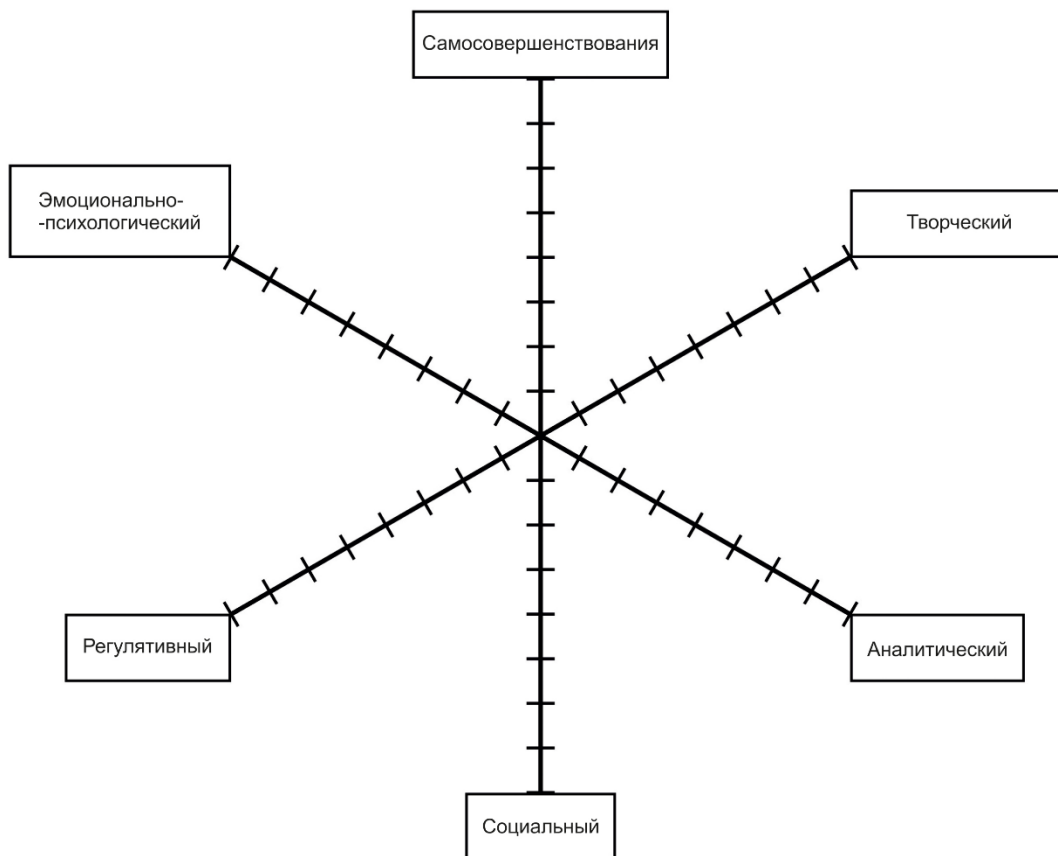 Самосовершенствования
Эмоционально-
-психологический
Творческий
Регулятивный
Аналитический
Социальный